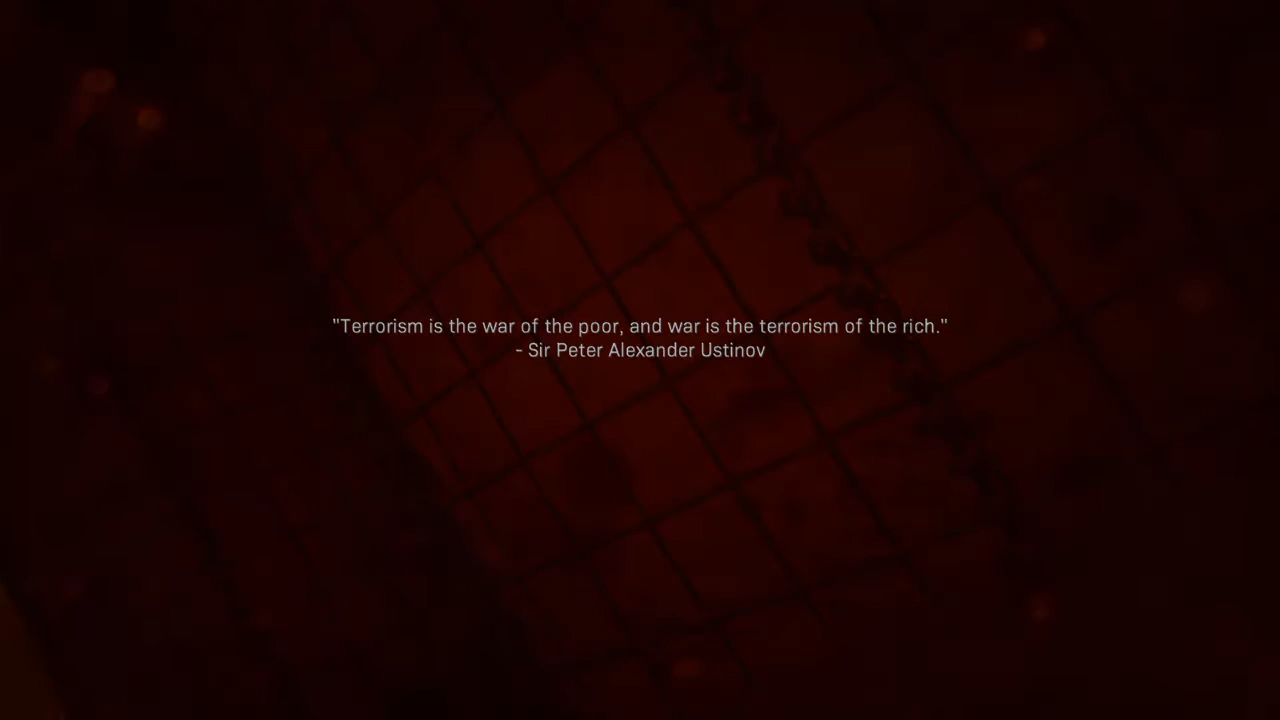 "Terrorism is the war of the poor, and war is the terrorism of the rich."
- Sir Peter Alexander Ustinov